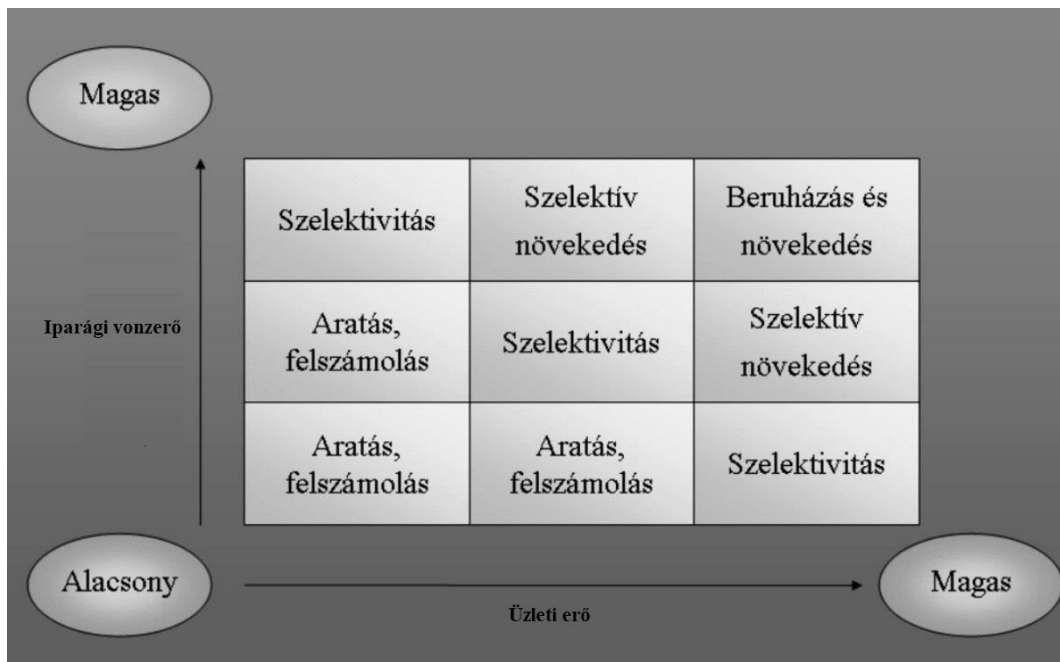 Magas
Szelektivitás
Szelektív
növekedés
Beruházás és
növekedés
Iparági vonzerő
Aratás,
felszámolás
Szelektivitás
Szelektív
növekedés
Aratás,
felszámolás
Aratás,
felszámolás
Szelektivitás
Alacsony
Üzleti erő
Magas